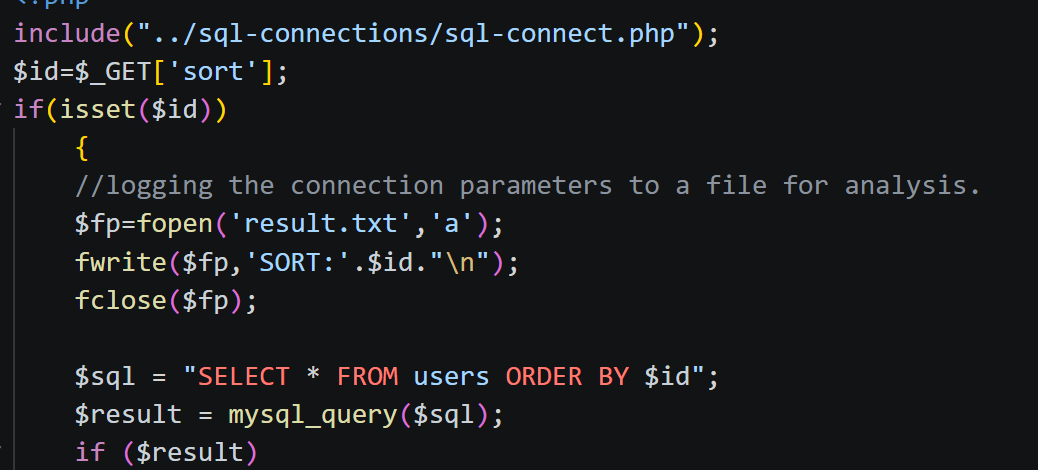 <?php
include("../sql-connections/sql-connect.php");
$id=$_GET['sort'];
if(isset($id))
{
//logging the connection parameters to a file for analysis.
$fp=fopen('result.txt','a');
fwrite($fp,'SORT:'.$id."\n");
fclose($fp);
$sql = "SELECT * FROM users ORDER BY $id";
$result = mysql_query($sql);
if ($result)